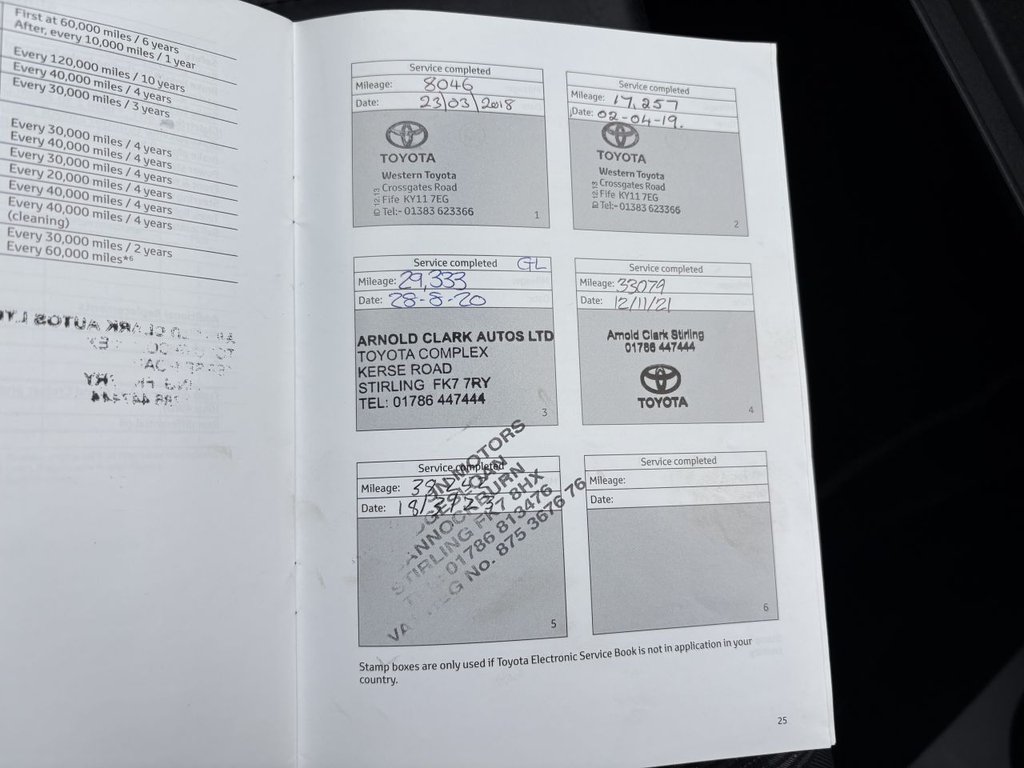 First at 60,000 miles / 6 years
After, every 10,000 miles / 1 year
Every 120,000 miles / 10 years
Every 40,000 miles / 4 years
Every 30,000 miles / 3 years
Every 30,000 miles / 4 years
Every 40,000 miles / 4 years
Every 30,000 miles / 4 years
Every 20,000 miles / 4 years
Every 40,000 miles / 4 years
Every 40,000 miles / 4 years
(cleaning)
Every 30,000 miles / 2 years
Every 60,000 miles*6
Service completed
Mileage: 8046
Date: 23/03/2018
TOYOTA
Western Toyota
Crossgates Road
Fife KY11 7EG
Tel:- 01383 623366
1
Service completed
Mileage: 17,257
Date: 02-04-19.
TOYOTA
Western Toyota
Crossgates Road
Fife KY11 7EG
Tel:- 01383 623366
2
Service completed GL
Mileage: 29,333
Date: 28-8-20
ARNOLD CLARK AUTOS LTD
TOYOTA COMPLEX
KERSE ROAD
STIRLING FK7 7RY
TEL: 01786 447444
3
Service completed
Mileage: 33079
Date: 12/11/21
Arnold Clark Stirling
01786 447444
TOYOTA
4
Service completed
Mileage:
Date: 18/
MOTORS
STIRLING FK7 8HX
01786 813476
No. 875 3676 76
5
Service completed
Mileage:
Date:
6
Stamp boxes are only used if Toyota Electronic Service Book is not in application in your
country.
25